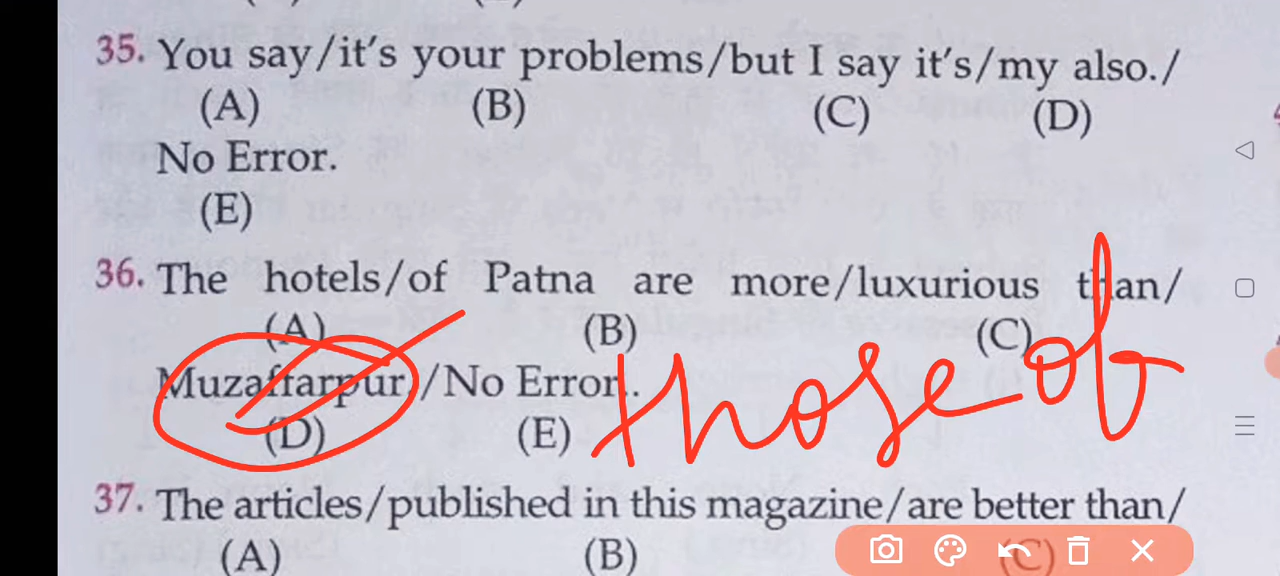 35. You say/it's your problems/but I say it's/my also./
(A) (B) (C) (D)
No Error.
(E)
36. The hotels/of Patna are more/luxurious than/
(A) (B) (C)
Muzaffarpur/No Error.
those of
(D) (E)
37. The articles/published in this magazine/are better than/
(A) (B) (C)